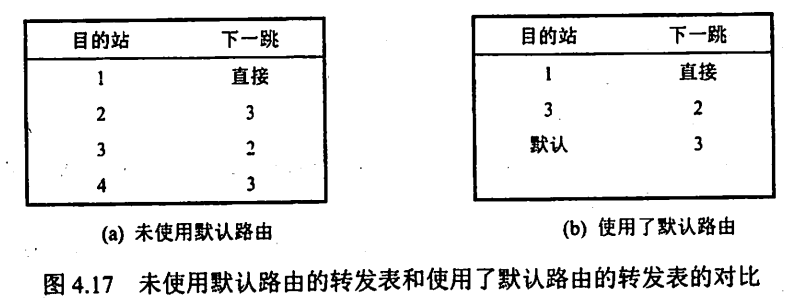 目的站 下一跳
1 直接
2 3
3 2
4 3
(a) 未使用默认路由
目的站 下一跳
1 直接
3 2
默认 3
(b) 使用了默认路由
图 4.17 未使用默认路由的转发表和使用了默认路由的转发表的对比